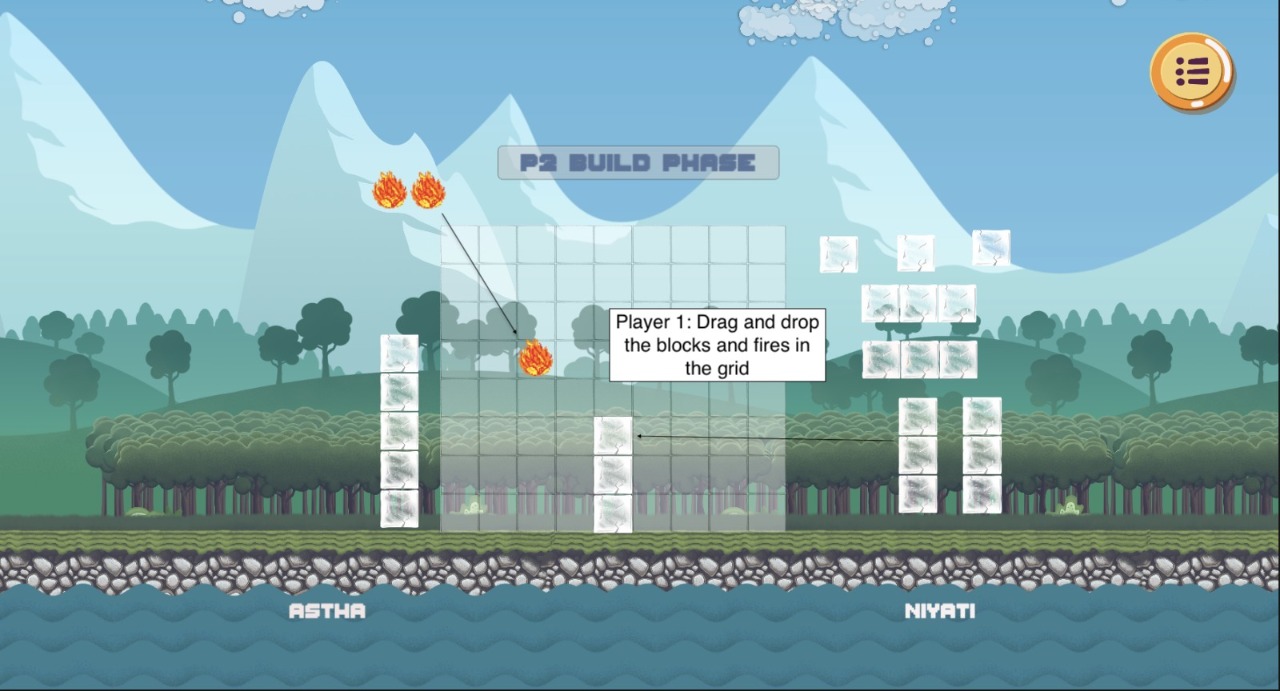 P2 BUILD PHASE
Player 1: Drag and drop
the blocks and fires in
the grid
ASTHA
NIYATI